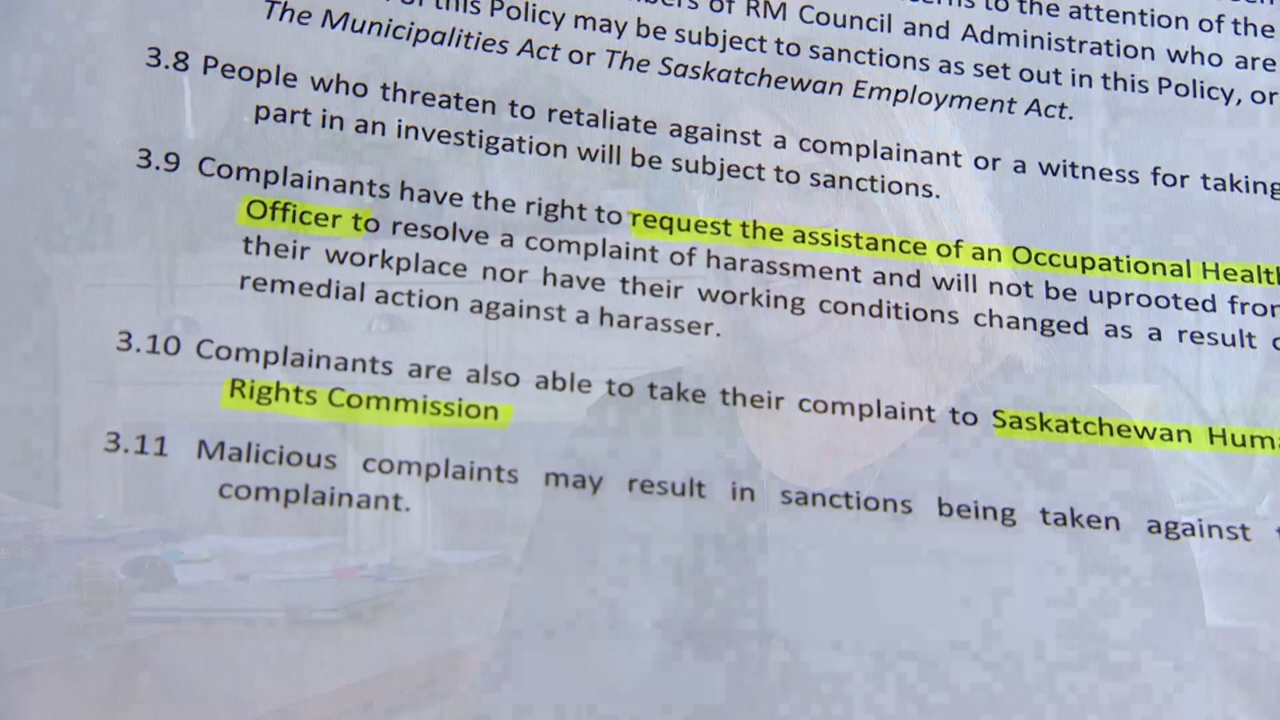 this Policy may be subject to sanctions as set out in this Policy, or
of RM Council and Administration who are
to the attention of the
The Municipalities Act or The Saskatchewan Employment Act.
3.8 People who threaten to retaliate against a complainant or a witness for taking
part in an investigation will be subject to sanctions.
3.9 Complainants have the right to request the assistance of an Occupational Health
Officer to resolve a complaint of harassment and will not be uprooted from
their workplace nor have their working conditions changed as a result
remedial action against a harasser.
3.10 Complainants are also able to take their complaint to Saskatchewan
Rights Commission
3.11 Malicious complaints may result in sanctions being taken against
complainant.